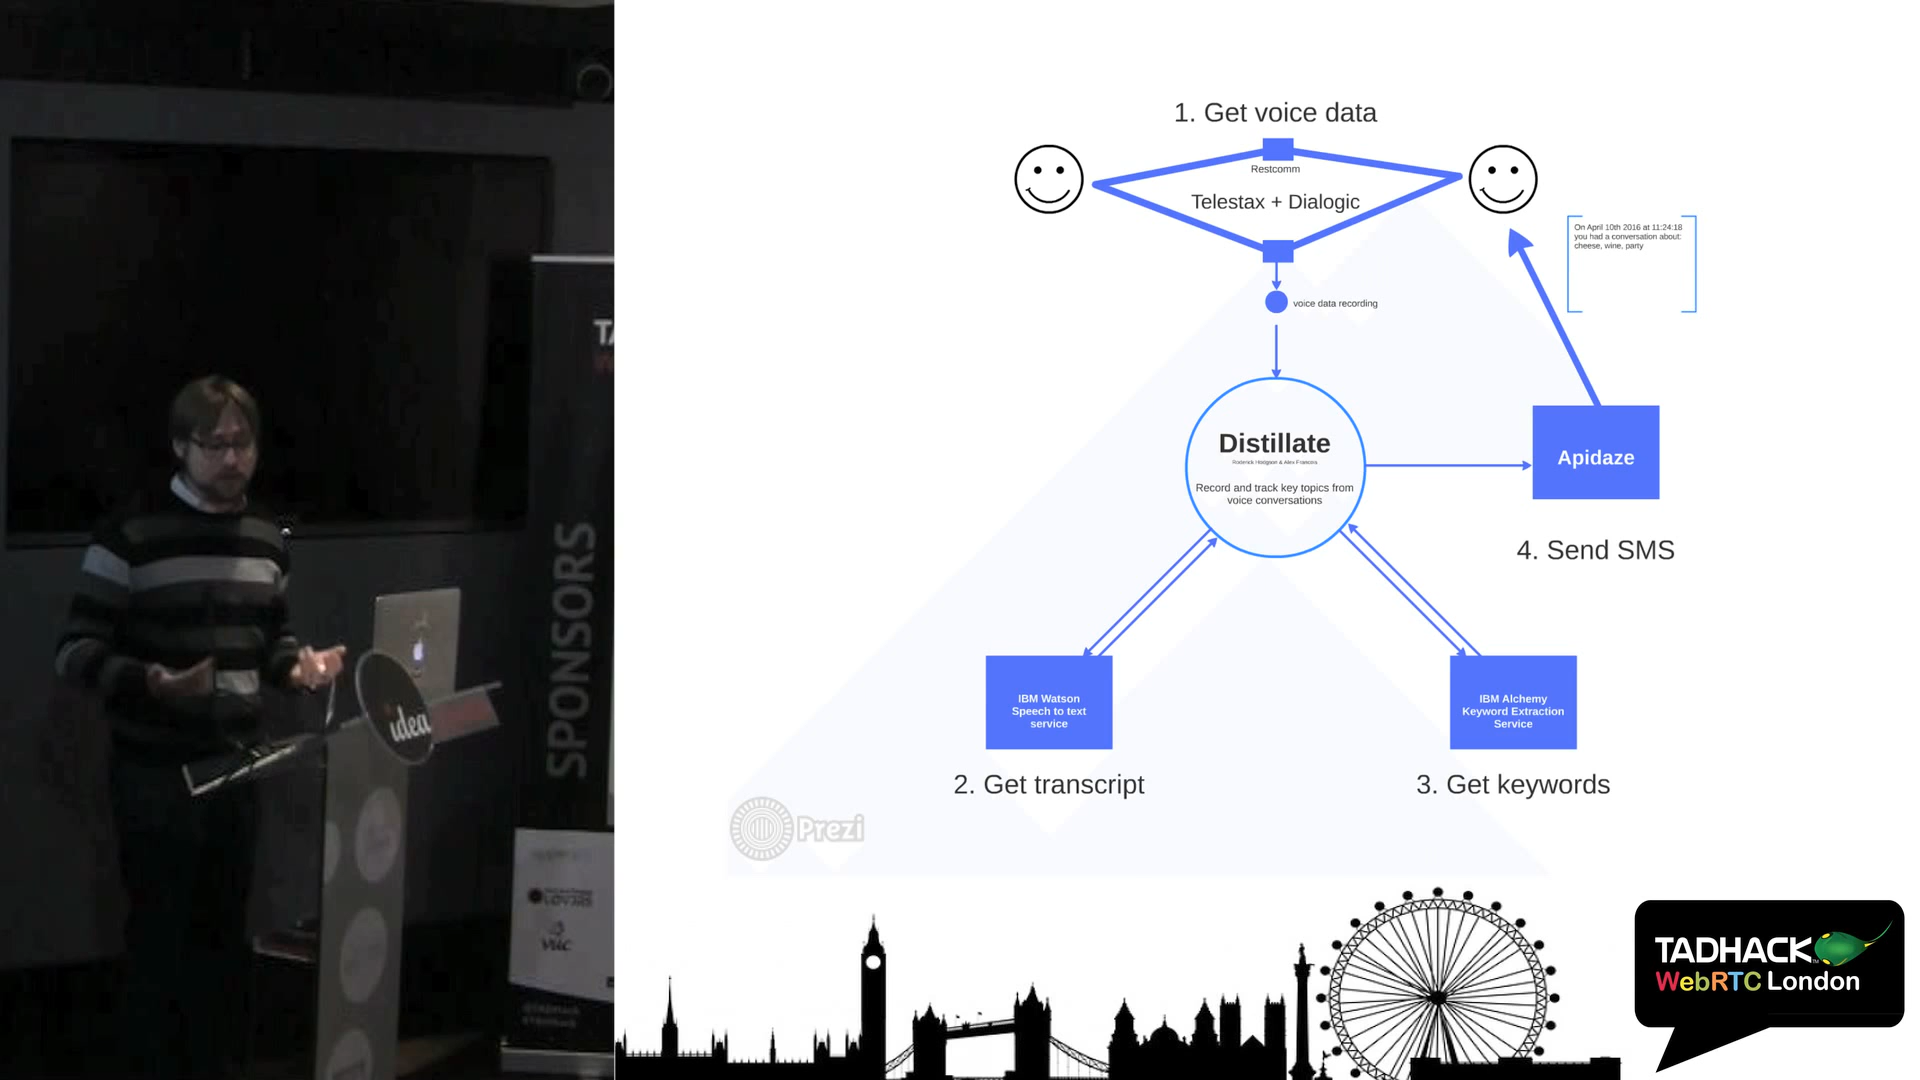 1. Get voice data
Restcomm
Telestax + Dialogic
On April 10th 2016 at 11:24:18
you had a conversation about:
cheese, wine, party
voice data recording
Distillate
Roderick Hodgson & Alex Francois
Record and track key topics from
voice conversations
Apidaze
4. Send SMS
IBM Watson
Speech to text
service
IBM Alchemy
Keyword Extraction
Service
2. Get transcript
3. Get keywords
Prezi
TADHACK
WebRTC London
SPONSORS
idea
vuc